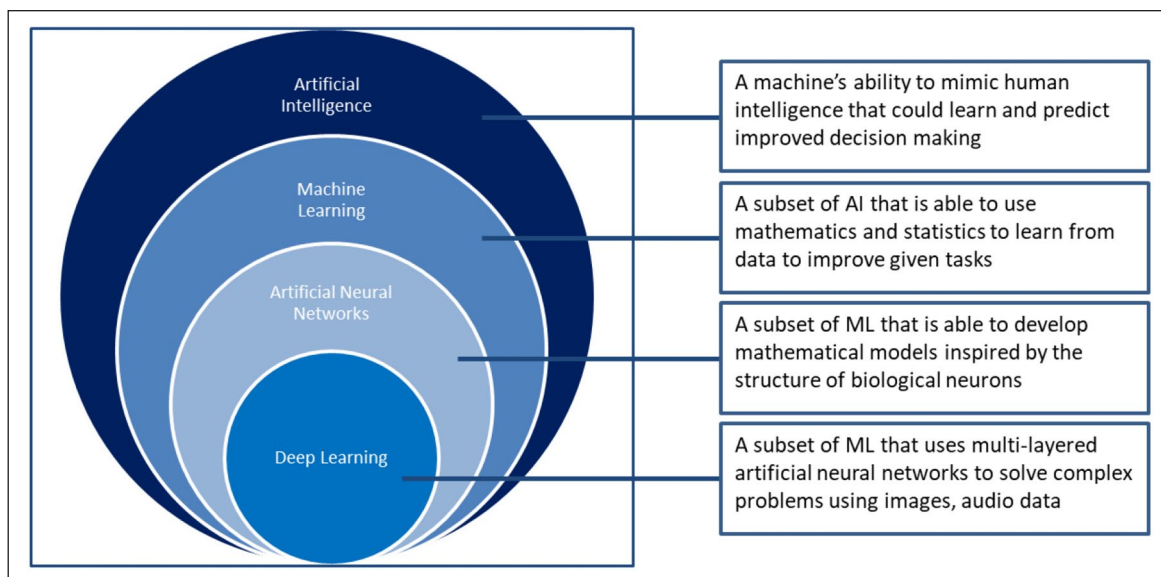 Artificial
Intelligence
A machine’s ability to mimic human
intelligence that could learn and predict
improved decision making
Machine
Learning
A subset of AI that is able to use
mathematics and statistics to learn from
data to improve given tasks
Artificial Neural
Networks
A subset of ML that is able to develop
mathematical models inspired by the
structure of biological neurons
Deep Learning
A subset of ML that uses multi-layered
artificial neural networks to solve complex
problems using images, audio data